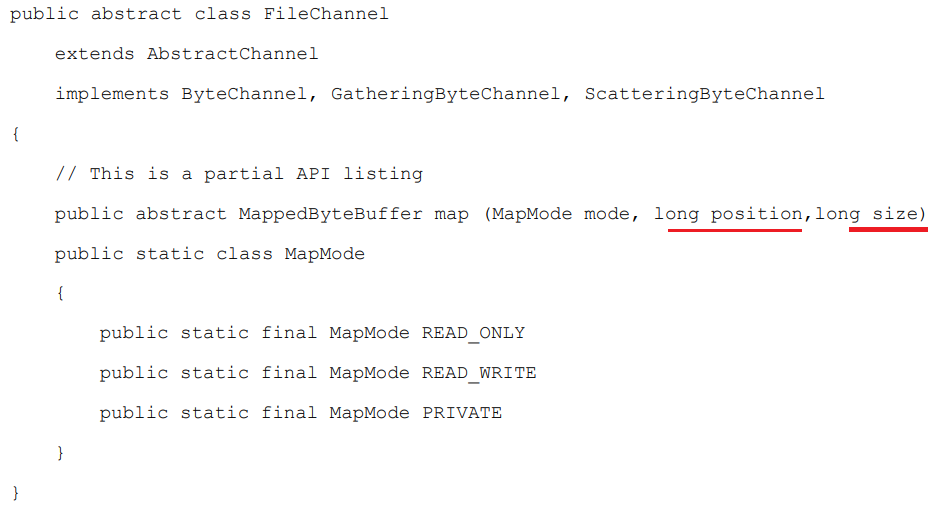 public abstract class FileChannel
extends AbstractChannel
implements ByteChannel, GatheringByteChannel, ScatteringByteChannel
{
// This is a partial API listing
public abstract MappedByteBuffer map (MapMode mode, long position,long size)
public static class MapMode
{
public static final MapMode READ_ONLY
public static final MapMode READ_WRITE
public static final MapMode PRIVATE
}
}